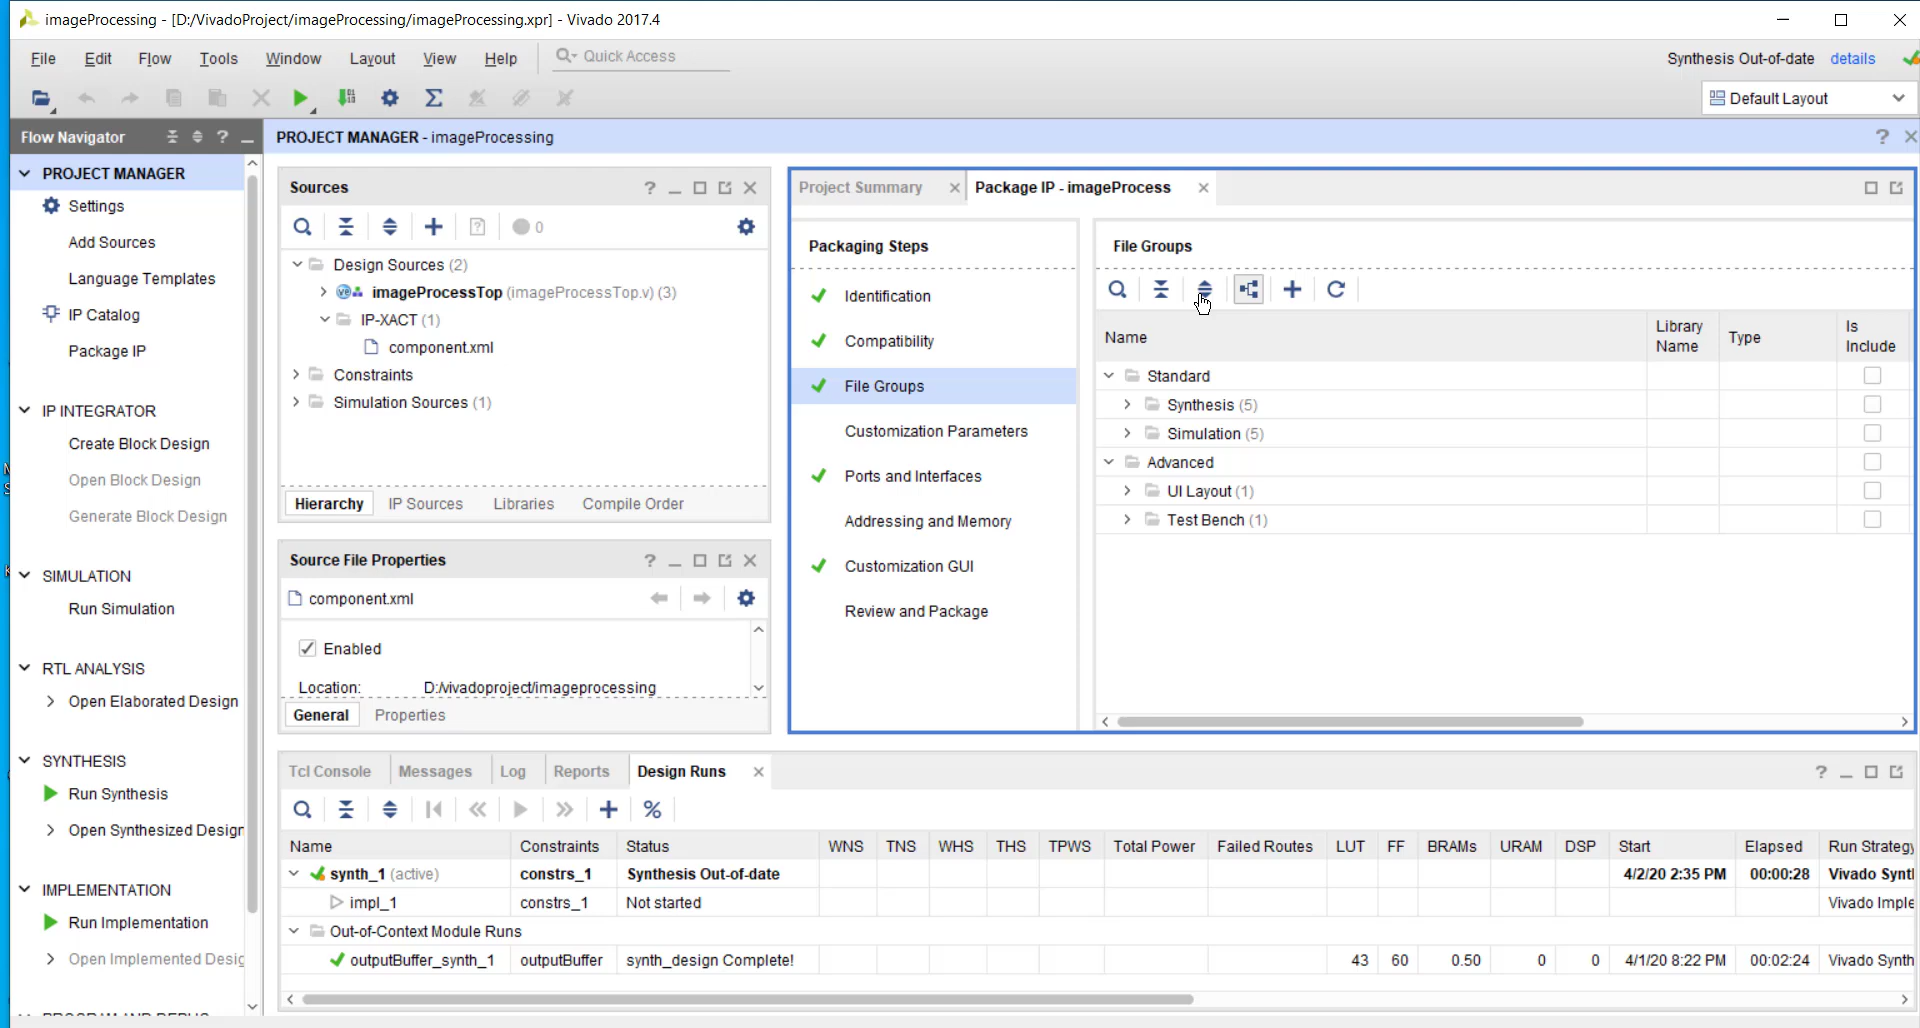 imageProcessing - [D:/VivadoProject/imageProcessing/imageProcessing.xpr] - Vivado 2017.4
File Edit Flow Tools Window Layout View Help Quick Access
Synthesis Out-of-date details
Default Layout
Flow Navigator
PROJECT MANAGER
Settings
Add Sources
Language Templates
IP Catalog
Package IP
IP INTEGRATOR
Create Block Design
Open Block Design
Generate Block Design
SIMULATION
Run Simulation
RTL ANALYSIS
Open Elaborated Design
SYNTHESIS
Run Synthesis
Open Synthesized Design
IMPLEMENTATION
Run Implementation
Open Implemented Desig
PROJECT MANAGER - imageProcessing
Sources
0
Design Sources (2)
imageProcessTop (imageProcessTop.v) (3)
IP-XACT (1)
component.xml
Constraints
Simulation Sources (1)
Hierarchy IP Sources Libraries Compile Order
Source File Properties
component.xml
Enabled
Location: D:/vivadoproject/imageprocessing
General Properties
Project Summary Package IP - imageProcess
Packaging Steps
Identification
Compatibility
File Groups
Customization Parameters
Ports and Interfaces
Addressing and Memory
Customization GUI
Review and Package
File Groups
Name Library Name Type Is Include
Standard
Synthesis (5)
Simulation (5)
Advanced
UI Layout (1)
Test Bench (1)
Tcl Console Messages Log Reports Design Runs
Name Constraints Status WNS TNS WHS THS TPWS Total Power Failed Routes LUT FF BRAMs URAM DSP Start Elapsed Run Strategy
synth_1 (active) constrs_1 Synthesis Out-of-date 4/2/20 2:35 PM 00:00:28 Vivado Synt
impl_1 constrs_1 Not started Vivado Imple
Out-of-Context Module Runs
outputBuffer_synth_1 outputBuffer synth_design Complete! 43 60 0.50 0 0 4/1/20 8:22 PM 00:02:24 Vivado Synth